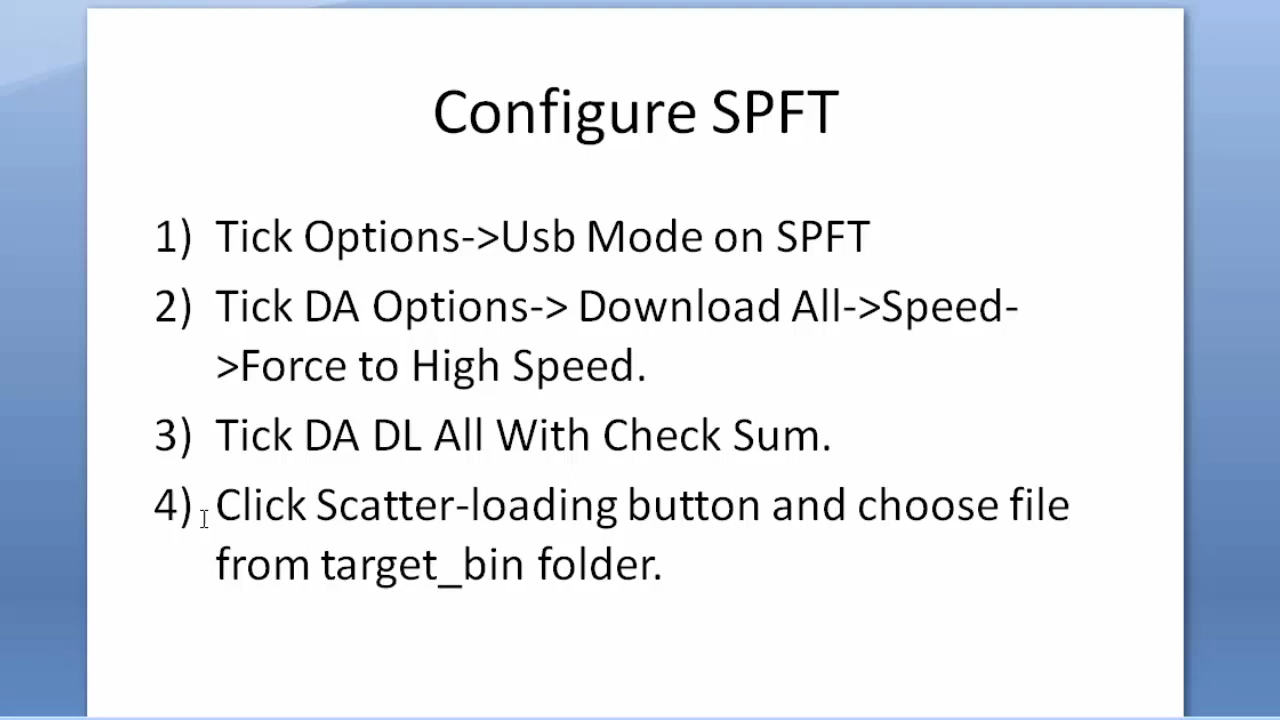 Configure SPFT
1) Tick Options->Usb Mode on SPFT
2) Tick DA Options-> Download All->Speed-
>Force to High Speed.
3) Tick DA DL All With Check Sum.
4) Click Scatter-loading button and choose file
from target_bin folder.